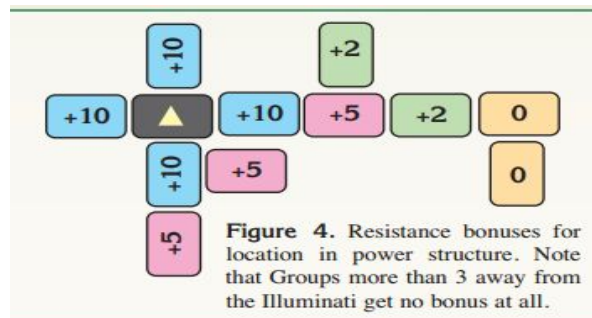 +10
+2
+10
+10
+5
+2
0
+10
+5
0
+5
Figure 4. Resistance bonuses for
location in power structure. Note
that Groups more than 3 away from
the Illuminati get no bonus at all.